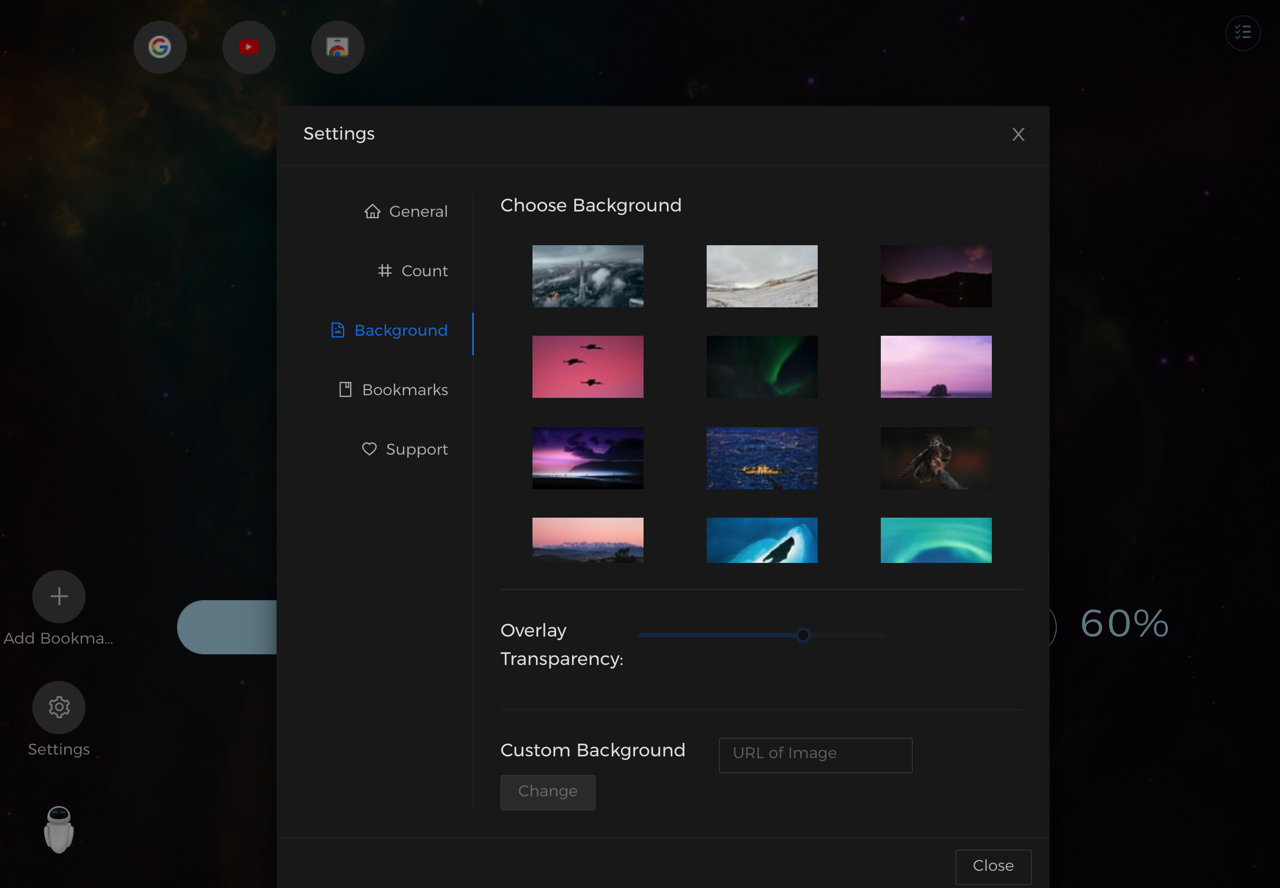 Settings
General
Count
Background
Bookmarks
Support
Choose Background
Overlay
Transparency:
Custom Background
URL of Image
Change
Close
Add Bookma...
Settings
60%